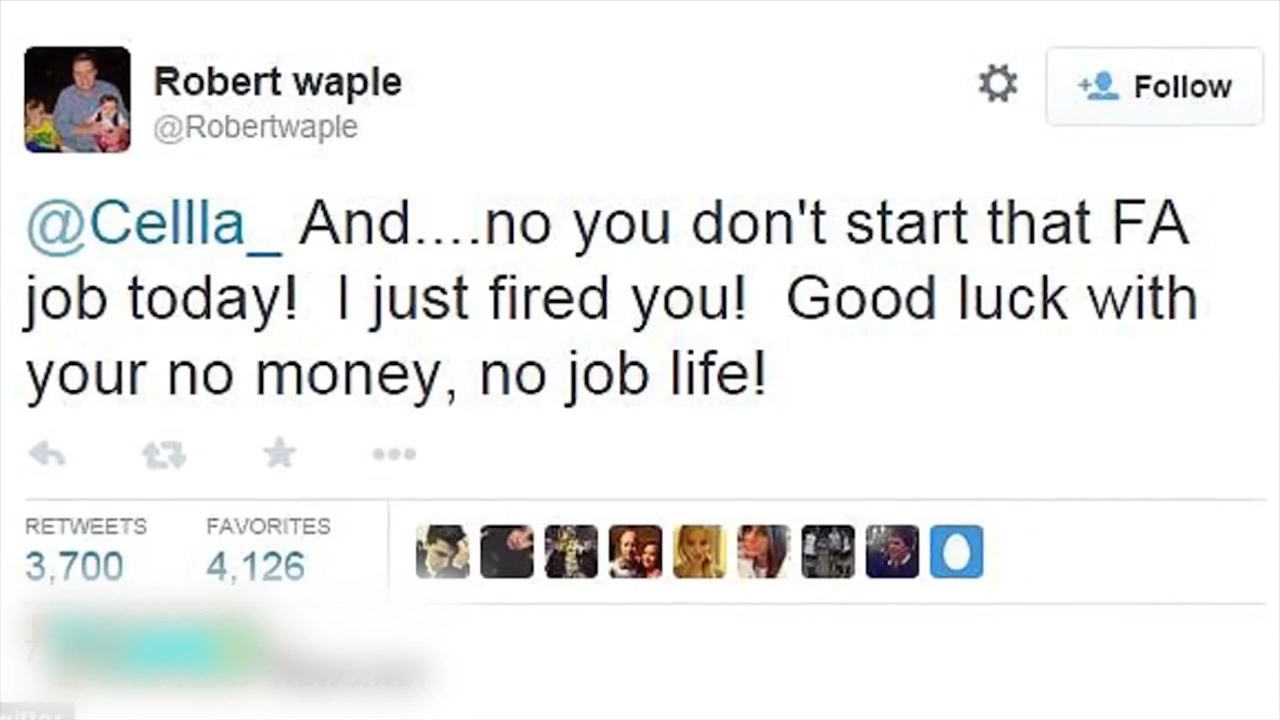 Robert waple
@Robertwaple
Follow
@Cellla_ And....no you don't start that FA
job today!  I just fired you!  Good luck with
your no money, no job life!
RETWEETS
FAVORITES
3,700
4,126